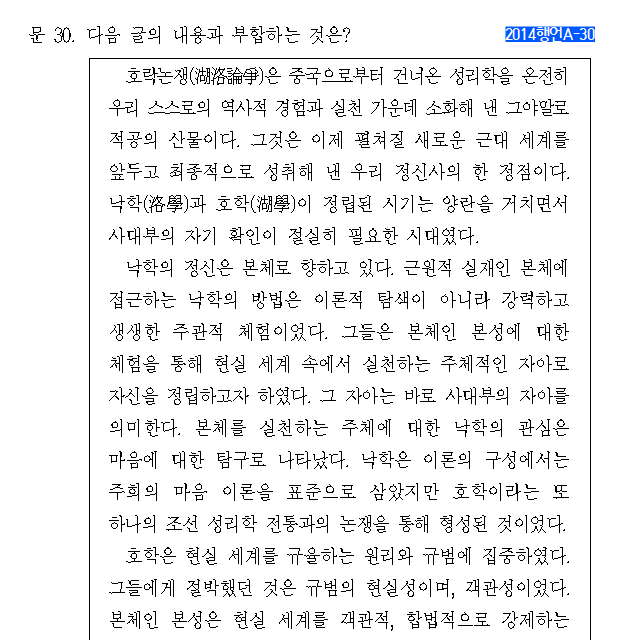 문 30. 다음 글의 내용과 부합하는 것은?
2014행언A-30
호락논쟁(湖洛論爭)은 중국으로부터 건너온 성리학을 온전히
우리 스스로의 역사적 경험과 실천 가운데 소화해 낸 그야말로
적공의 산물이다. 그것은 이제 펼쳐질 새로운 근대 세계를
앞두고 최종적으로 성취해 낸 우리 정신사의 한 정점이다.
낙학(洛學)과 호학(湖學)이 정립된 시기는 양란을 거치면서
사대부의 자기 확인이 절실히 필요한 시대였다.
낙학의 정신은 본체로 향하고 있다. 근원적 실재인 본체에
접근하는 낙학의 방법은 이론적 탐색이 아니라 강력하고
생생한 주관적 체험이었다. 그들은 본체인 본성에 대한
체험을 통해 현실 세계 속에서 실천하는 주체적인 자아로
자신을 정립하고자 하였다. 그 자아는 바로 사대부의 자아를
의미한다. 본체를 실천하는 주체에 대한 낙학의 관심은
마음에 대한 탐구로 나타났다. 낙학은 이론의 구성에서는
주희의 마음 이론을 표준으로 삼았지만 호학이라는 또
하나의 조선 성리학 전통과의 논쟁을 통해 형성된 것이었다.
호학은 현실 세계를 규율하는 원리와 규범에 집중하였다.
그들에게 절박했던 것은 규범의 현실성이며, 객관성이었다.
본체인 본성은 현실 세계를 객관적, 합법적으로 강제하는